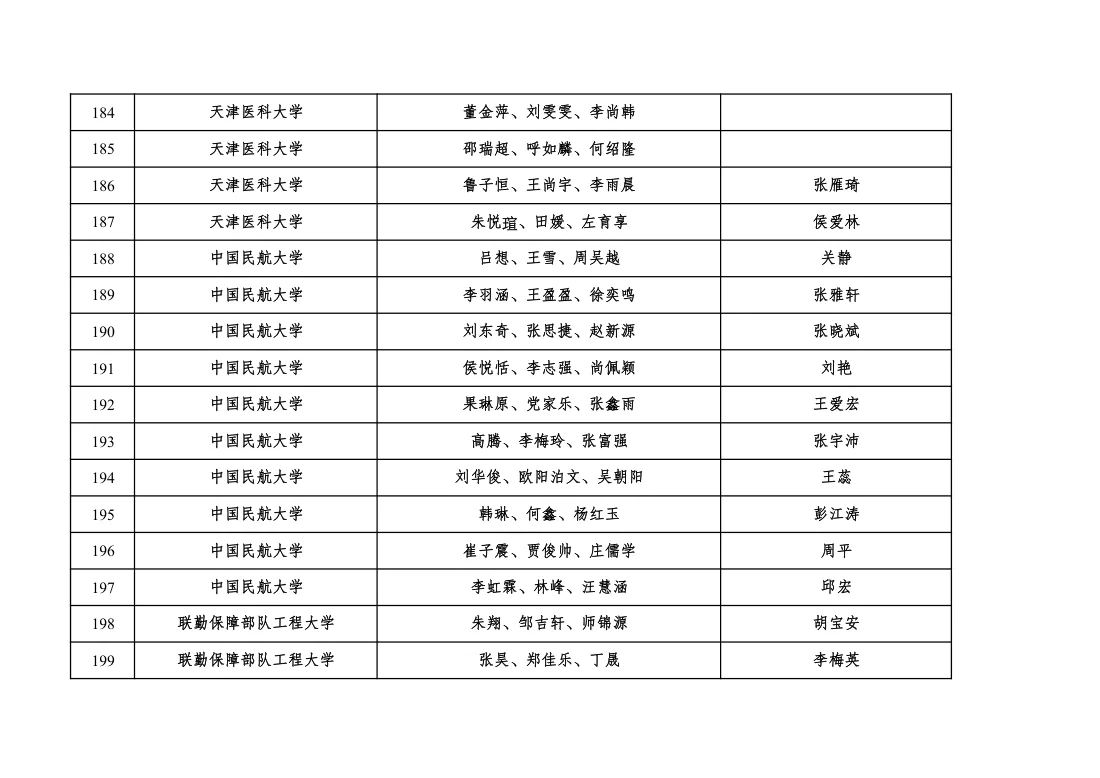 184 天津医科大学 董金萍、刘雯雯、李尚韩
185 天津医科大学 邵瑞超、呼如麟、何绍隆
186 天津医科大学 鲁子恒、王尚宇、李雨晨 张雁琦
187 天津医科大学 朱悦瑄、田嫒、左育享 侯爱林
188 中国民航大学 吕想、王雪、周吴越 关静
189 中国民航大学 李羽涵、王盈盈、徐奕鸣 张雅轩
190 中国民航大学 刘东奇、张思捷、赵新源 张晓斌
191 中国民航大学 侯悦恬、李志强、尚佩颖 刘艳
192 中国民航大学 果琳原、党家乐、张鑫雨 王爱宏
193 中国民航大学 高腾、李梅玲、张富强 张宇沛
194 中国民航大学 刘华俊、欧阳泊文、吴朝阳 王蕊
195 中国民航大学 韩琳、何鑫、杨红玉 彭江涛
196 中国民航大学 崔子震、贾俊帅、庄儒学 周平
197 中国民航大学 李虹霖、林峰、汪慧涵 邱宏
198 联勤保障部队工程大学 朱翔、邹吉轩、师锦源 胡宝安
199 联勤保障部队工程大学 张昊、郑佳乐、丁晟 李梅英